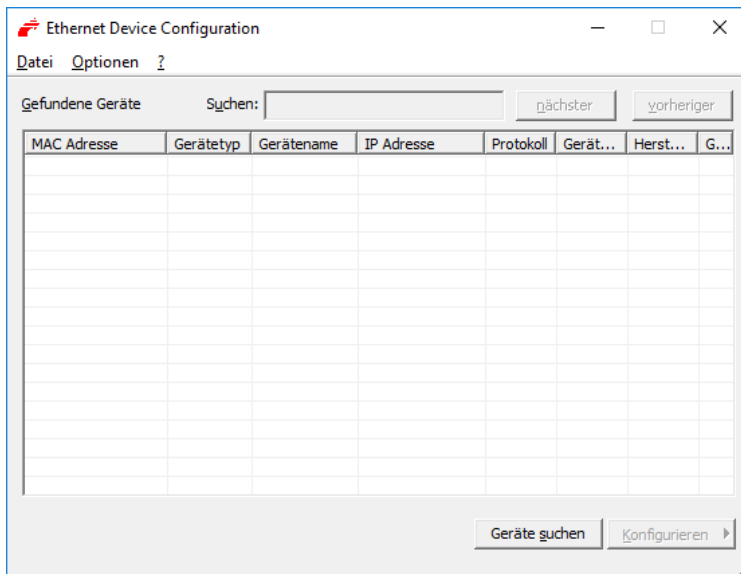 Ethernet Device Configuration
Datei Optionen ?
Gefundene Geräte Suchen: nächster vorheriger
MAC Adresse Gerätetyp Gerätename IP Adresse Protokoll Gerät... Herst... G...
Geräte suchen Konfigurieren